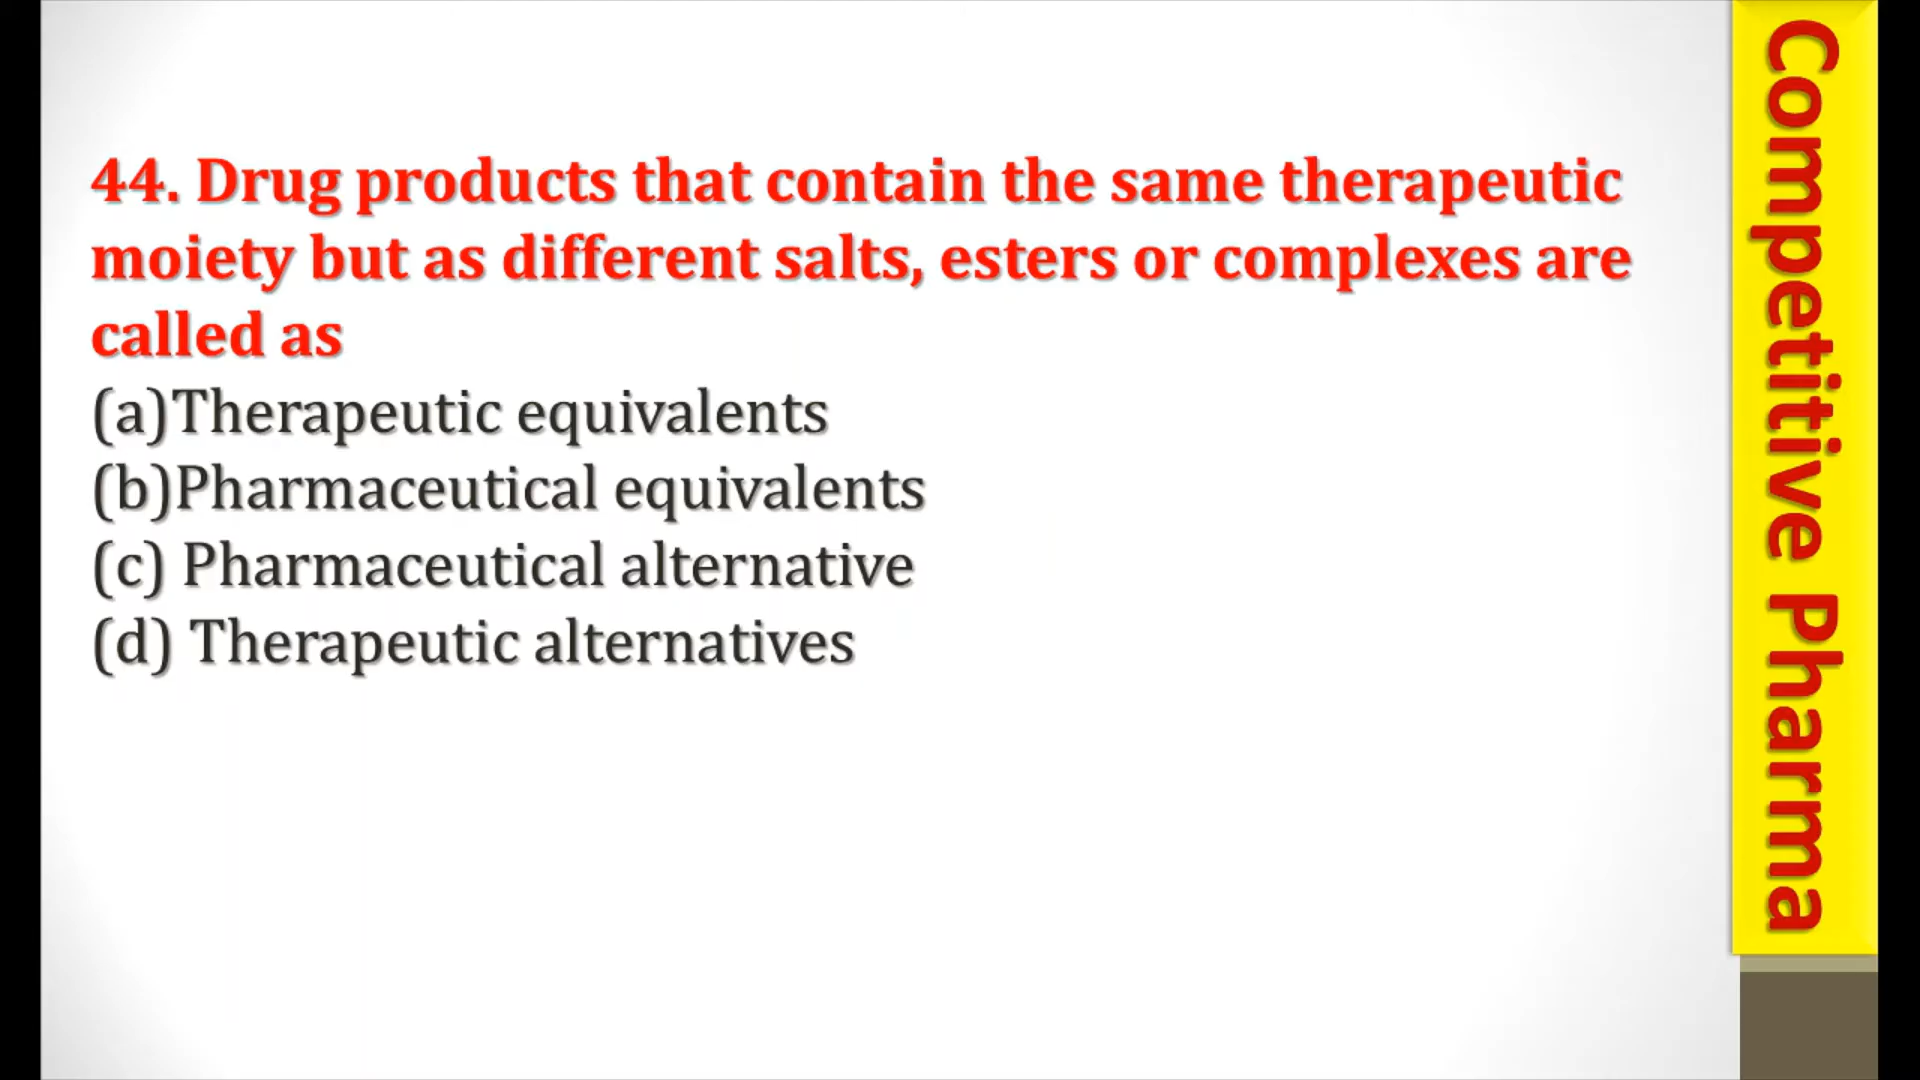 44. Drug products that contain the same therapeutic
moiety but as different salts, esters or complexes are
called as
(a)Therapeutic equivalents
(b)Pharmaceutical equivalents
(c) Pharmaceutical alternative
(d) Therapeutic alternatives
Competitive Pharma